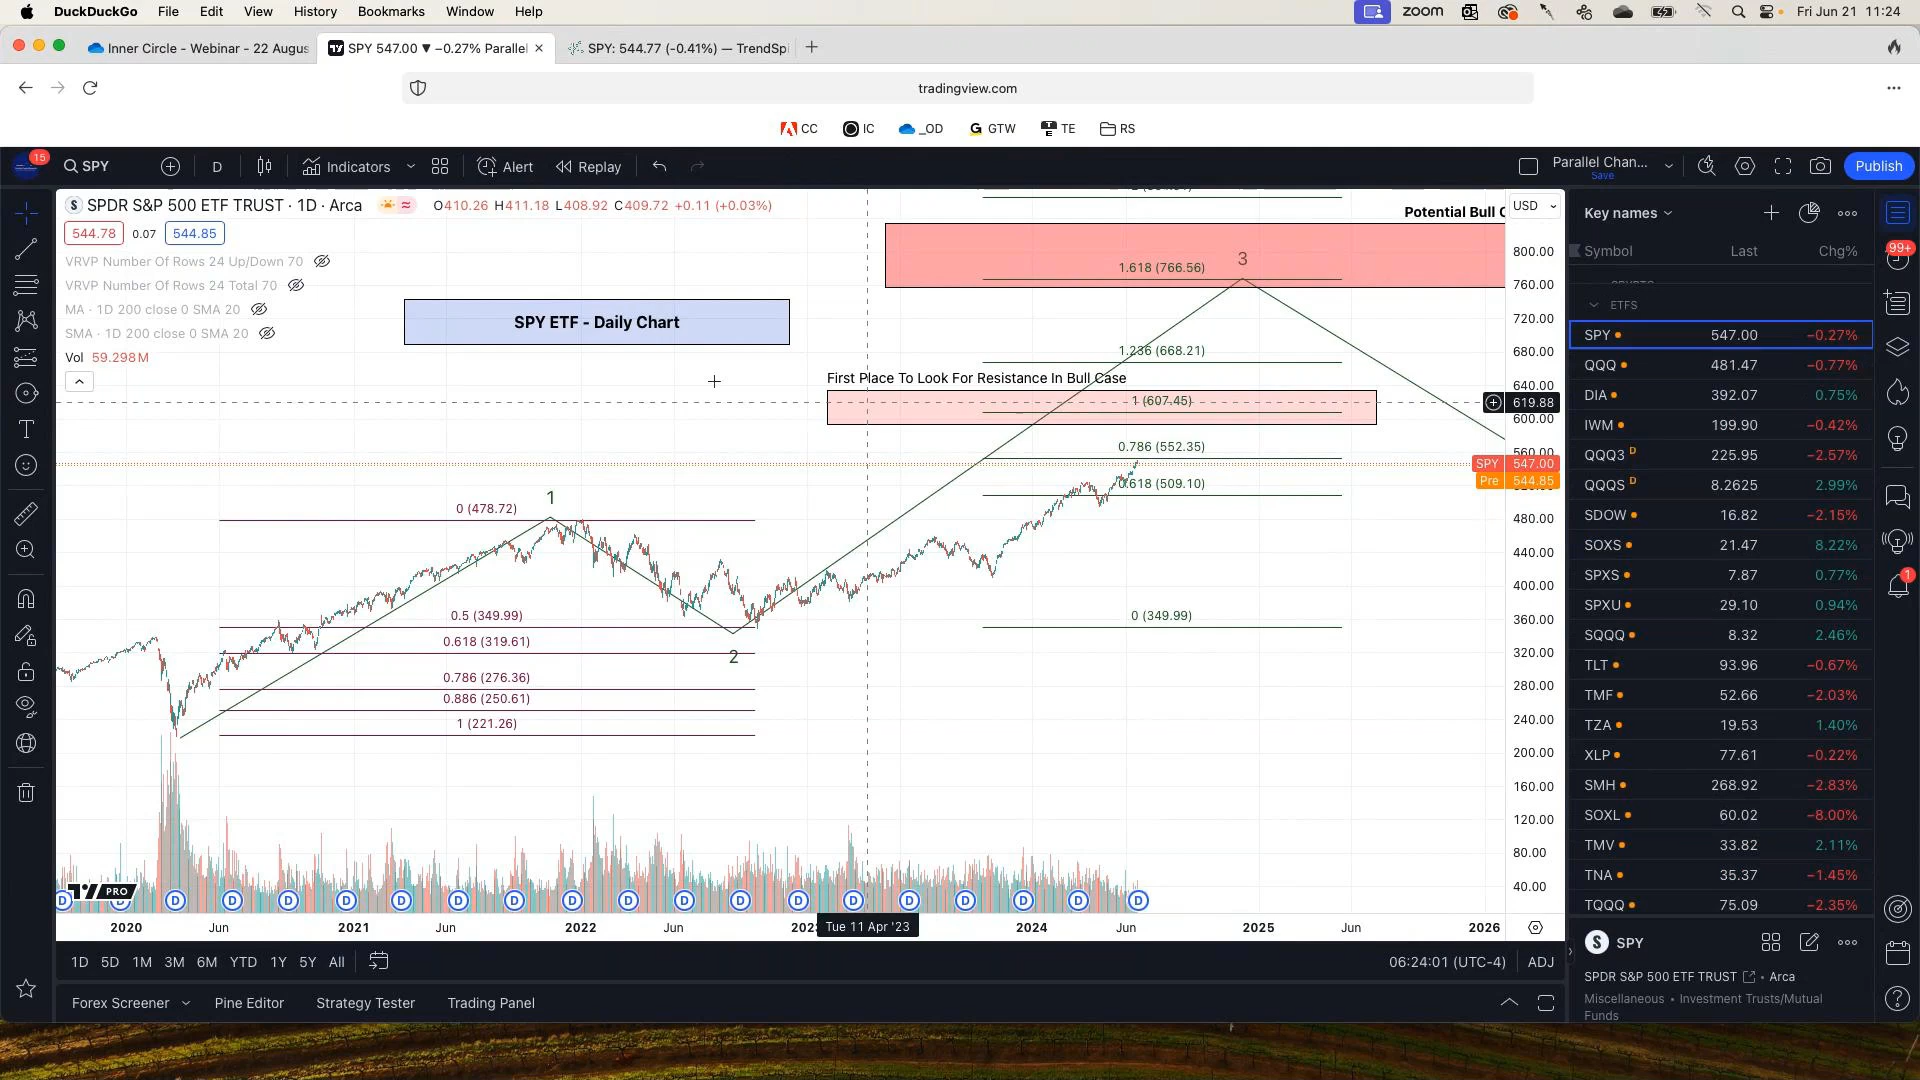 DuckDuckGo File Edit View History Bookmarks Window Help
zoom Fri Jun 21 11:24
Inner Circle - Webinar - 22 Augus
SPY 547.00 ▼ −0.27% Parallel
SPY: 544.77 (-0.41%) — TrendSpi
tradingview.com
CC IC _OD GTW TE RS
15
SPY D Indicators Alert Replay
Parallel Chan...
Save
Publish
SPDR S&P 500 ETF TRUST · 1D · Arca O410.26 H411.18 L408.92 C409.72 +0.11 (+0.03%)
544.78 0.07 544.85
VRVP Number Of Rows 24 Up/Down 70
VRVP Number Of Rows 24 Total 70
MA · 1D 200 close 0 SMA 20
SMA · 1D 200 close 0 SMA 20
Vol 59.298M
SPY ETF - Daily Chart
Potential Bull C
3
1.618 (766.56)
1.236 (668.21)
First Place To Look For Resistance In Bull Case
1 (607.45)
0.786 (552.35)
0.618 (509.10)
0 (349.99)
1
0 (478.72)
0.5 (349.99)
0.618 (319.61)
2
0.786 (276.36)
0.886 (250.61)
1 (221.26)
USD
800.00
760.00
720.00
680.00
640.00
619.88
600.00
560.00
SPY 547.00
Pre 544.85
480.00
440.00
400.00
360.00
320.00
280.00
240.00
200.00
160.00
120.00
80.00
40.00
PRO
D D D D D D D D D D D D D D D D D D D D
2020 Jun 2021 Jun 2022 Jun 2023 Tue 11 Apr '23 2024 Jun 2025 Jun 2026
1D 5D 1M 3M 6M YTD 1Y 5Y All
06:24:01 (UTC-4) ADJ
Forex Screener Pine Editor Strategy Tester Trading Panel
Key names
Symbol Last Chg%
ETFS
SPY 547.00 −0.27%
QQQ 481.47 −0.77%
DIA 392.07 0.75%
IWM 199.90 −0.42%
QQQ3 D 225.95 −2.57%
QQQS D 8.2625 2.99%
SDOW 16.82 −2.15%
SOXS 21.47 8.22%
SPXS 7.87 0.77%
SPXU 29.10 0.94%
SQQQ 8.32 2.46%
TLT 93.96 −0.67%
TMF 52.66 −2.03%
TZA 19.53 1.40%
XLP 77.61 −0.22%
SMH 268.92 −2.83%
SOXL 60.02 −8.00%
TMV 33.82 2.11%
TNA 35.37 −1.45%
TQQQ 75.09 −2.35%
S SPY
SPDR S&P 500 ETF TRUST • Arca
Miscellaneous • Investment Trusts/Mutual
Funds
99+
1